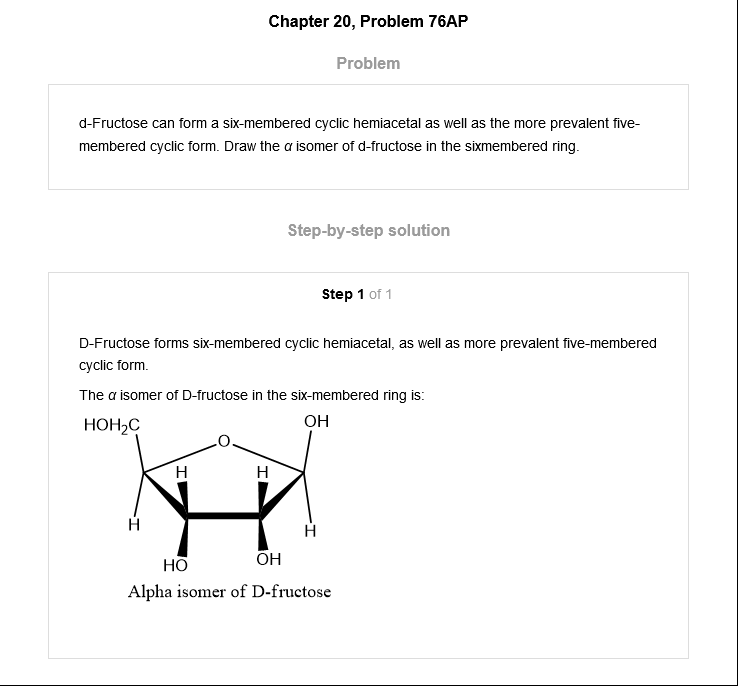 Chapter 20, Problem 76AP
Problem
d-Fructose can form a six-membered cyclic hemiacetal as well as the more prevalent five-
membered cyclic form. Draw the α isomer of d-fructose in the sixmembered ring.
Step-by-step solution
Step 1 of 1
D-Fructose forms six-membered cyclic hemiacetal, as well as more prevalent five-membered
cyclic form.
The α isomer of D-fructose in the six-membered ring is:
HOH₂C OH
O
H H
H H
HO OH
Alpha isomer of D-fructose